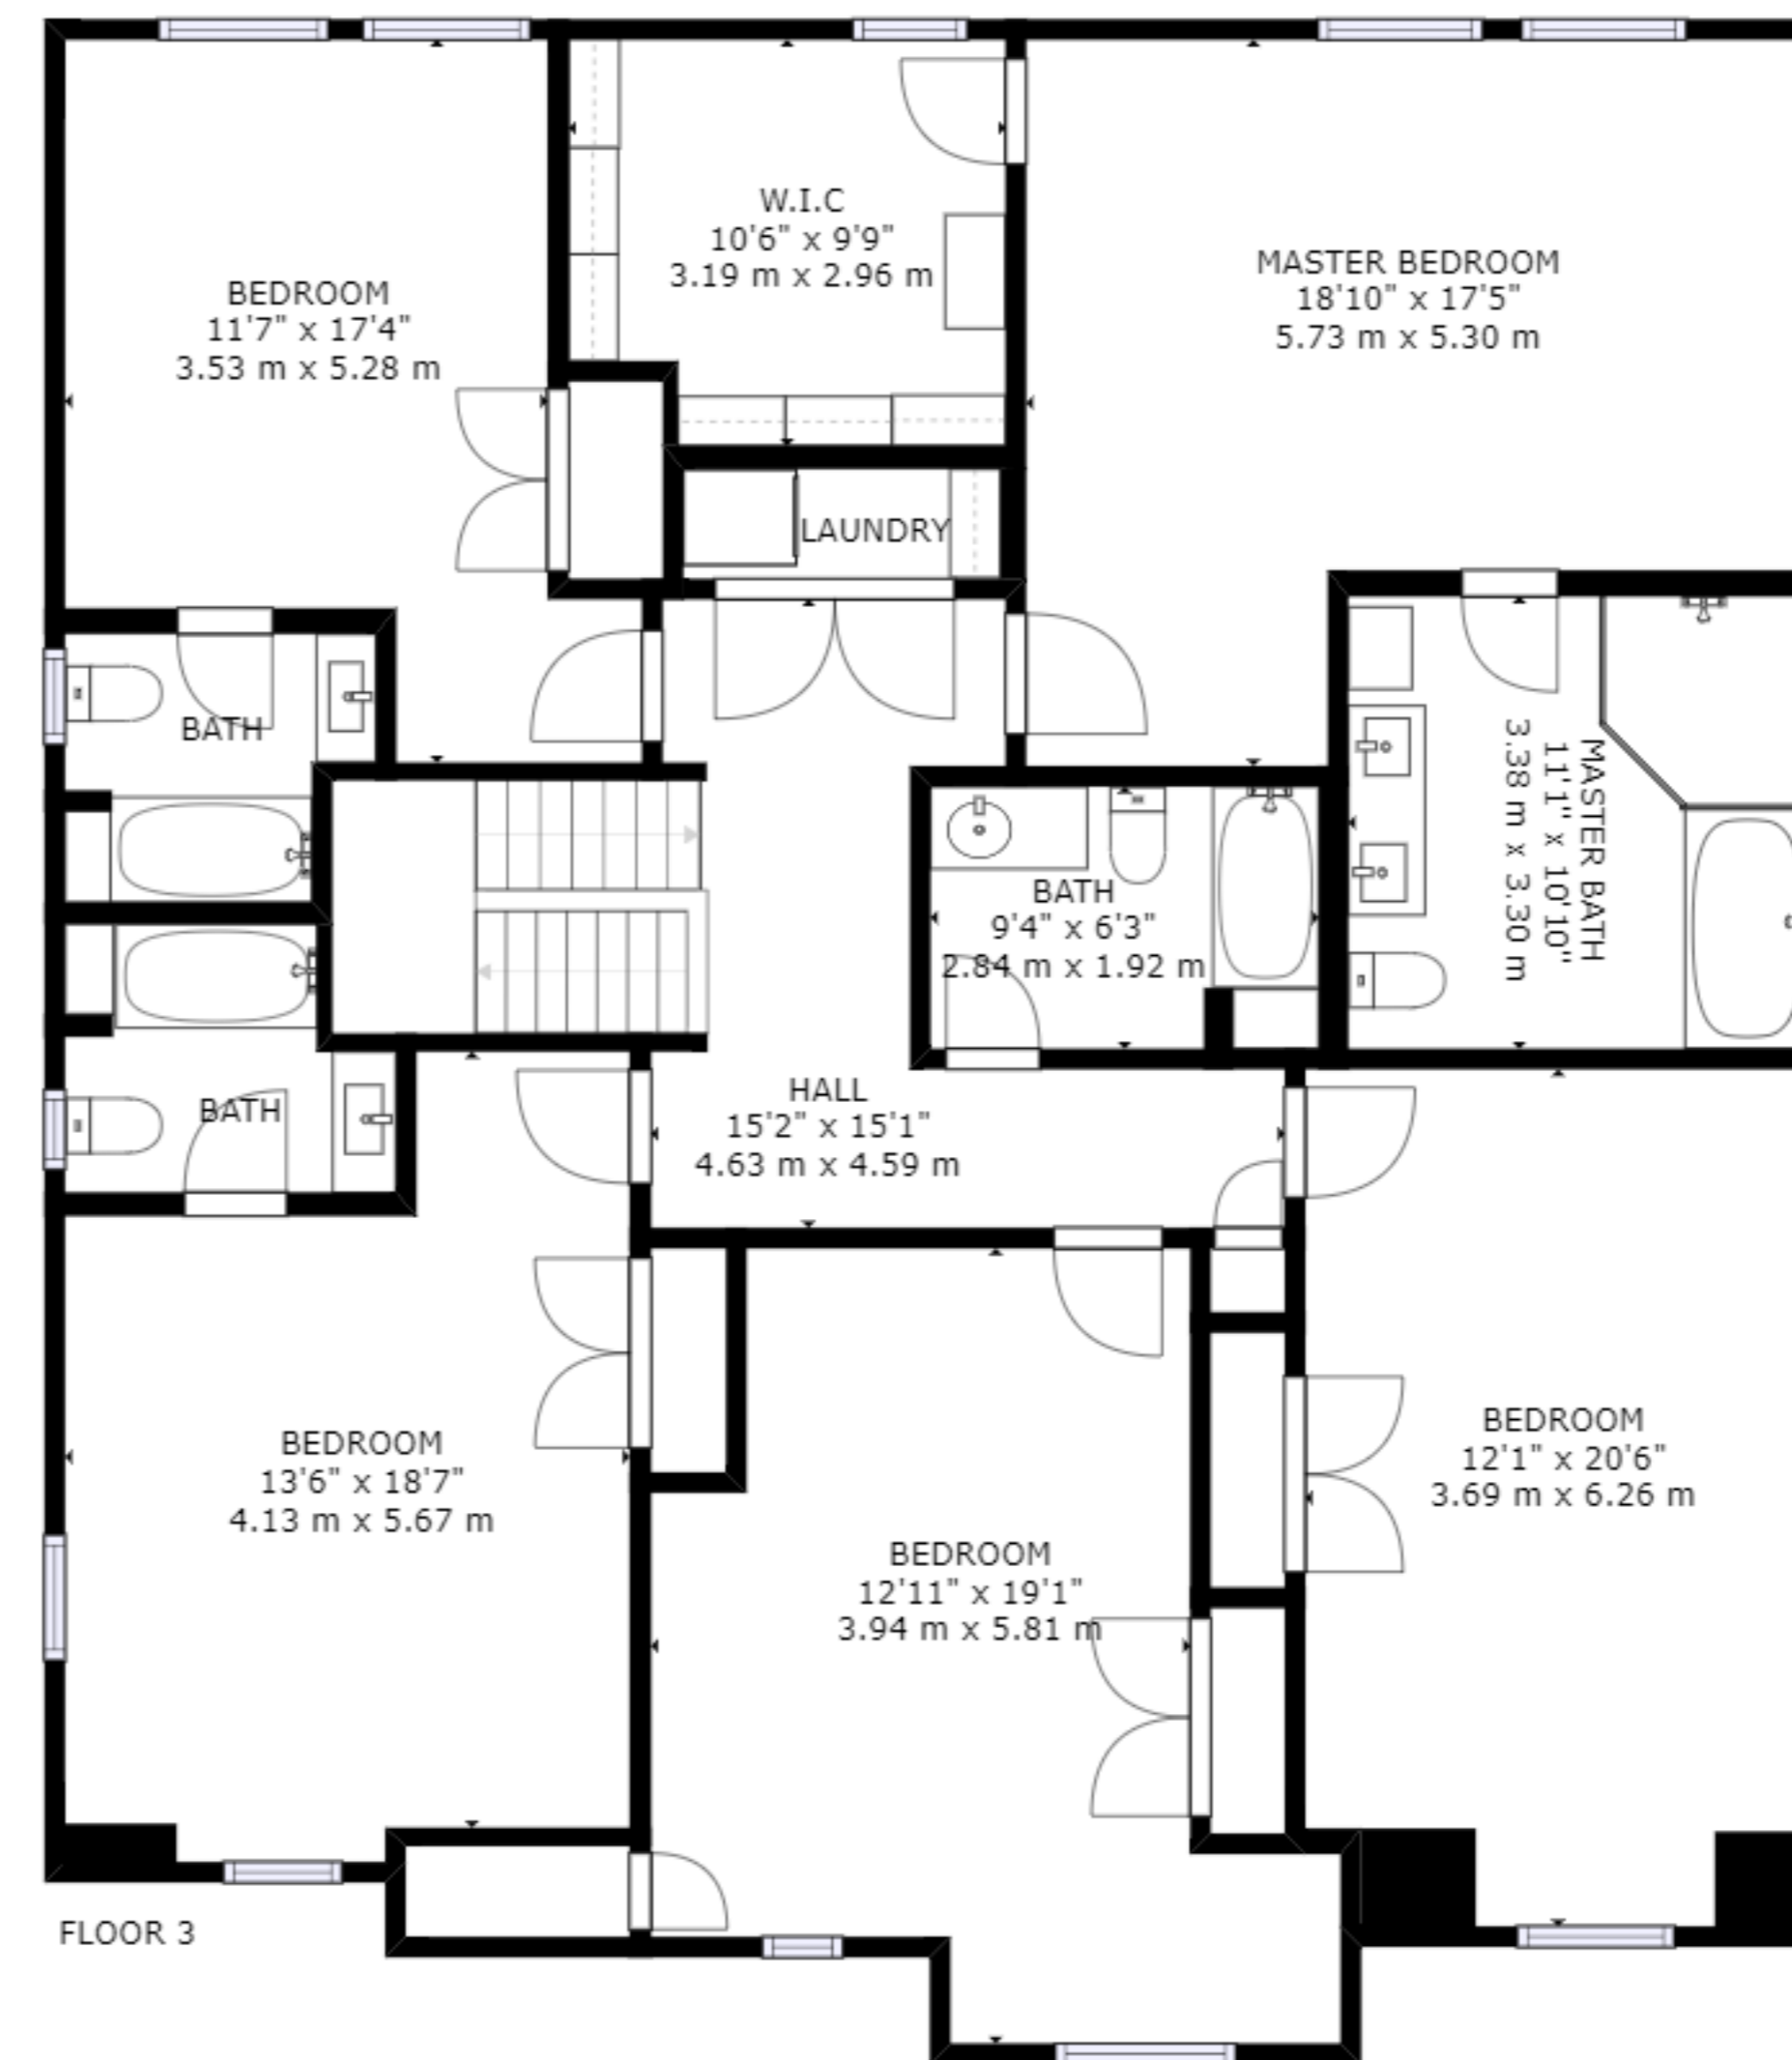 W.I.C
10'6" x 9'9"
3.19 m x 2.96 m
MASTER BEDROOM
18'10" x 17'5"
5.73 m x 5.30 m
BEDROOM
11'7" x 17'4"
3.53 m x 5.28 m
LAUNDRY
BATH
MASTER BATH
11'1" x 10'10"
3.38 m x 3.30 m
BATH
9'4" x 6'3"
2.84 m x 1.92 m
BATH
HALL
15'2" x 15'1"
4.63 m x 4.59 m
BEDROOM
13'6" x 18'7"
4.13 m x 5.67 m
BEDROOM
12'1" x 20'6"
3.69 m x 6.26 m
BEDROOM
12'11" x 19'1"
3.94 m x 5.81 m
FLOOR 3